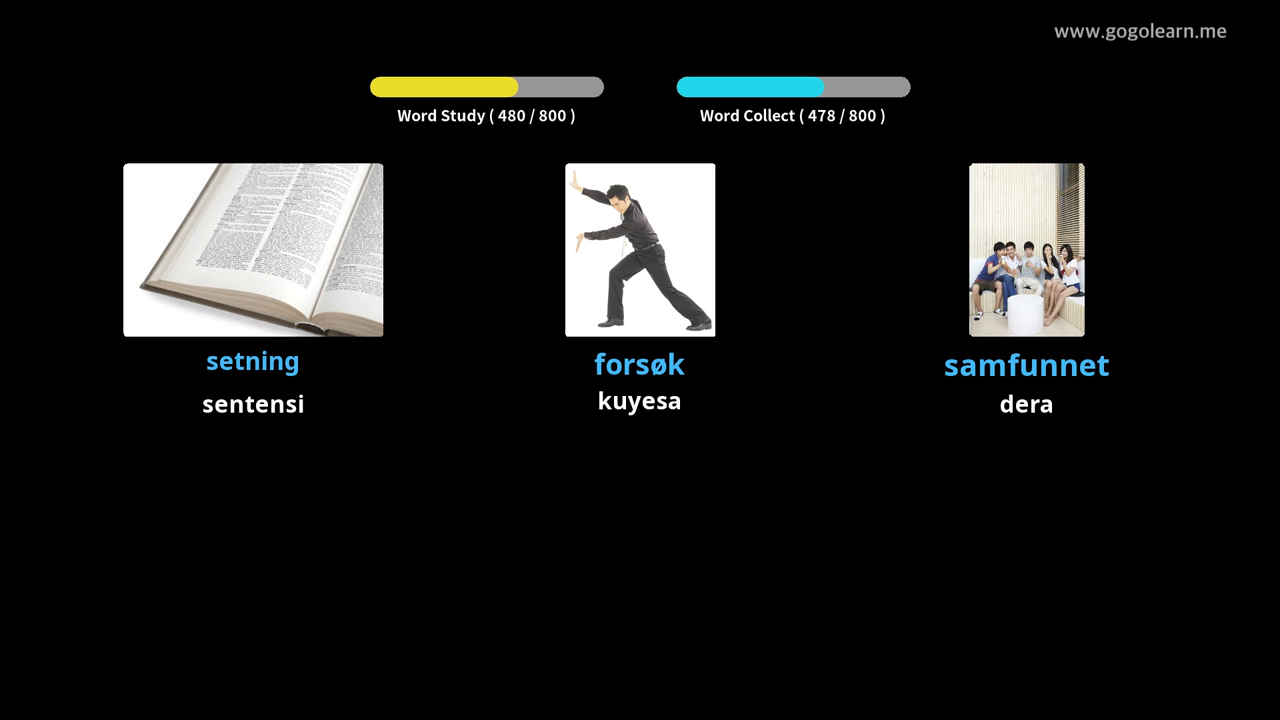 www.gogolearn.me
Word Study ( 480 / 800 )
Word Collect ( 478 / 800 )
setning
forsøk
samfunnet
sentensi
kuyesa
dera